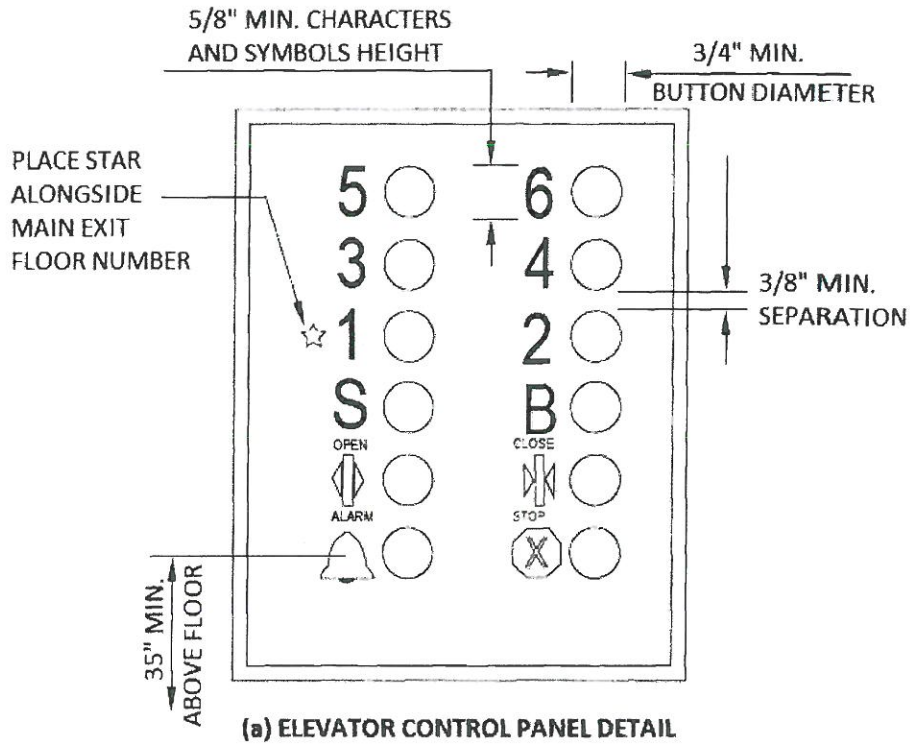 5/8" MIN. CHARACTERS
AND SYMBOLS HEIGHT
3/4" MIN.
BUTTON DIAMETER
PLACE STAR
ALONGSIDE
MAIN EXIT
FLOOR NUMBER
5 6
3 4
3/8" MIN.
SEPARATION
1 2
S B
OPEN CLOSE
ALARM STOP
X
35" MIN.
ABOVE FLOOR
(a) ELEVATOR CONTROL PANEL DETAIL